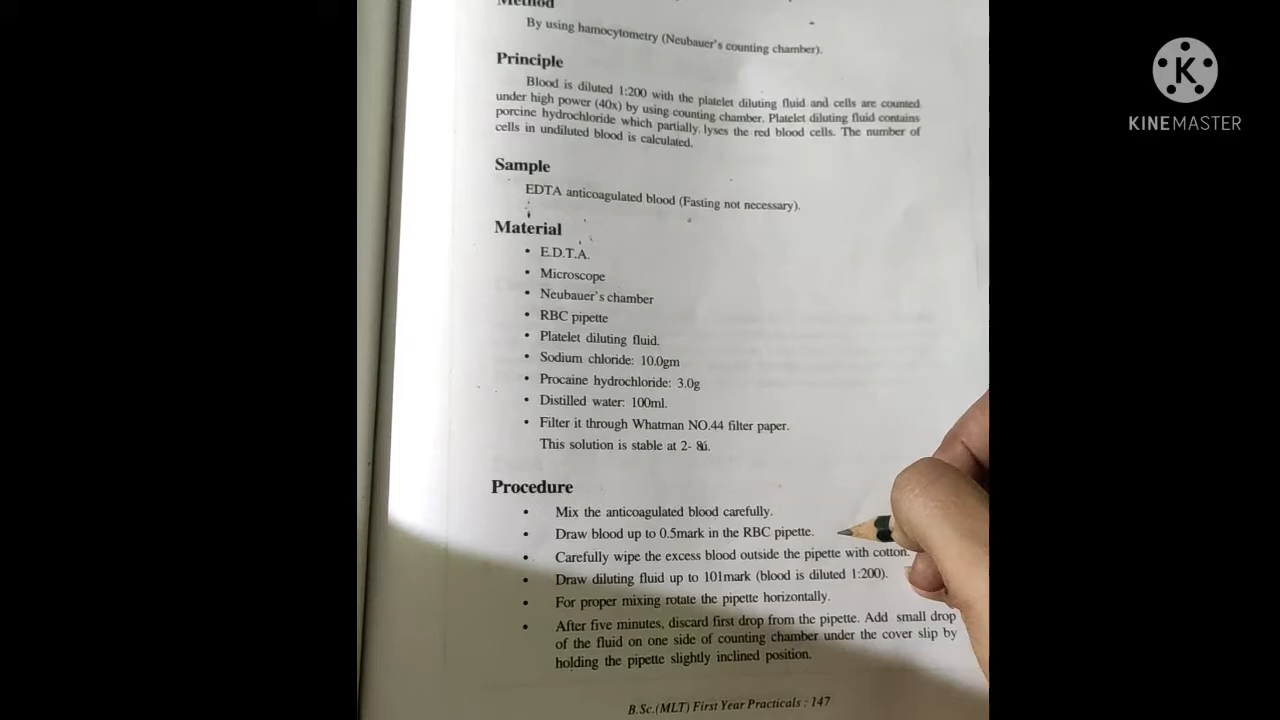 Method
By using hamocytometry (Neubauer's counting chamber).
Principle
Blood is diluted 1:200 with the platelet diluting fluid and cells are counted
under high power (40x) by using counting chamber. Platelet diluting fluid contains
porcine hydrochloride which partially, lyses the red blood cells. The number of
cells in undiluted blood is calculated.
Sample
EDTA anticoagulated blood (Fasting not necessary).
Material
• E.D.T.A.
• Microscope
• Neubauer's chamber
• RBC pipette
• Platelet diluting fluid.
• Sodium chloride: 10.0gm
• Procaine hydrochloride: 3.0g
• Distilled water: 100ml.
• Filter it through Whatman NO.44 filter paper.
This solution is stable at 2-
Procedure
• Mix the anticoagulated blood carefully.
• Draw blood up to 0.5mark in the RBC pipette.
• Carefully wipe the excess blood outside the pipette with cotton.
• Draw diluting fluid up to 101mark (blood is diluted 1:200).
• For proper mixing rotate the pipette horizontally.
• After five minutes, discard first drop from the pipette. Add small drop
of the fluid on one side of counting chamber under the cover slip by
holding the pipette slightly inclined position.
B.Sc.(MLT) First Year Practicals : 147
K
KINEMASTER